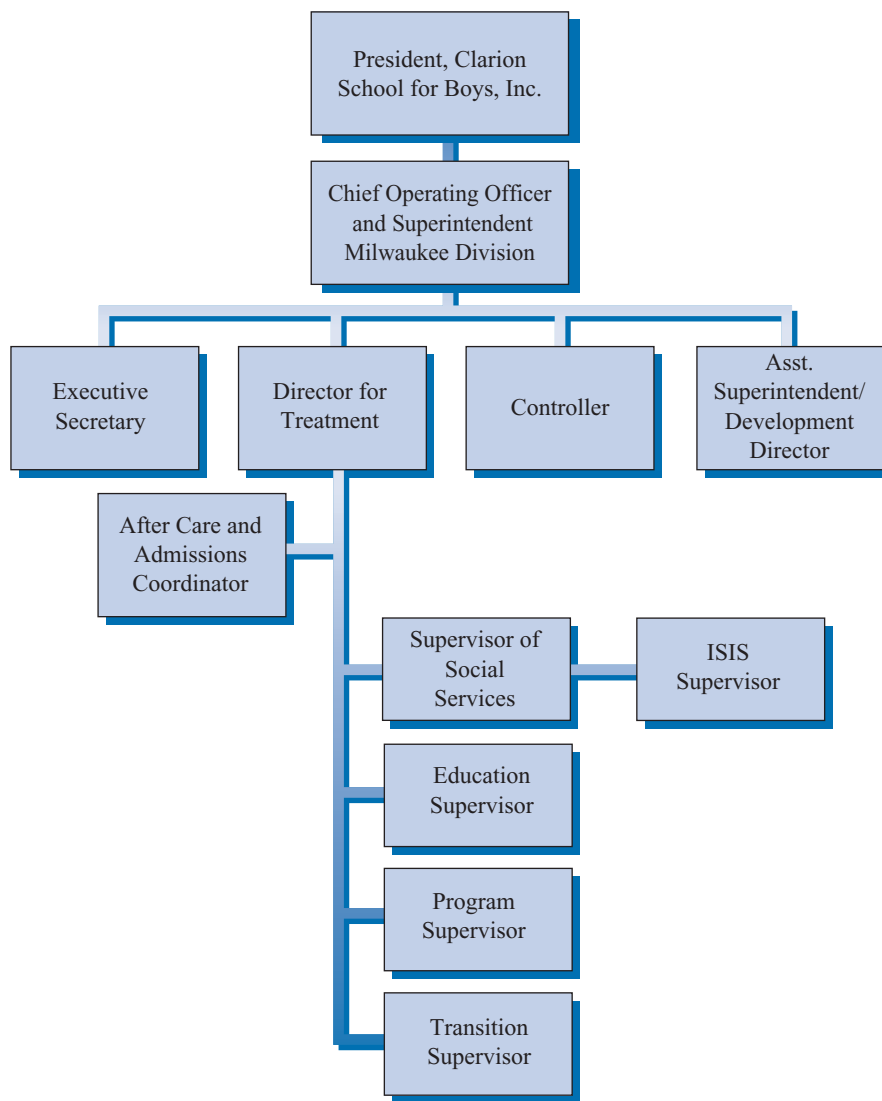 President, Clarion
School for Boys, Inc.
Chief Operating Officer
and Superintendent
Milwaukee Division
Executive
Secretary
Director for
Treatment
Controller
Asst.
Superintendent/
Development
Director
After Care and
Admissions
Coordinator
Supervisor of
Social
Services
ISIS
Supervisor
Education
Supervisor
Program
Supervisor
Transition
Supervisor